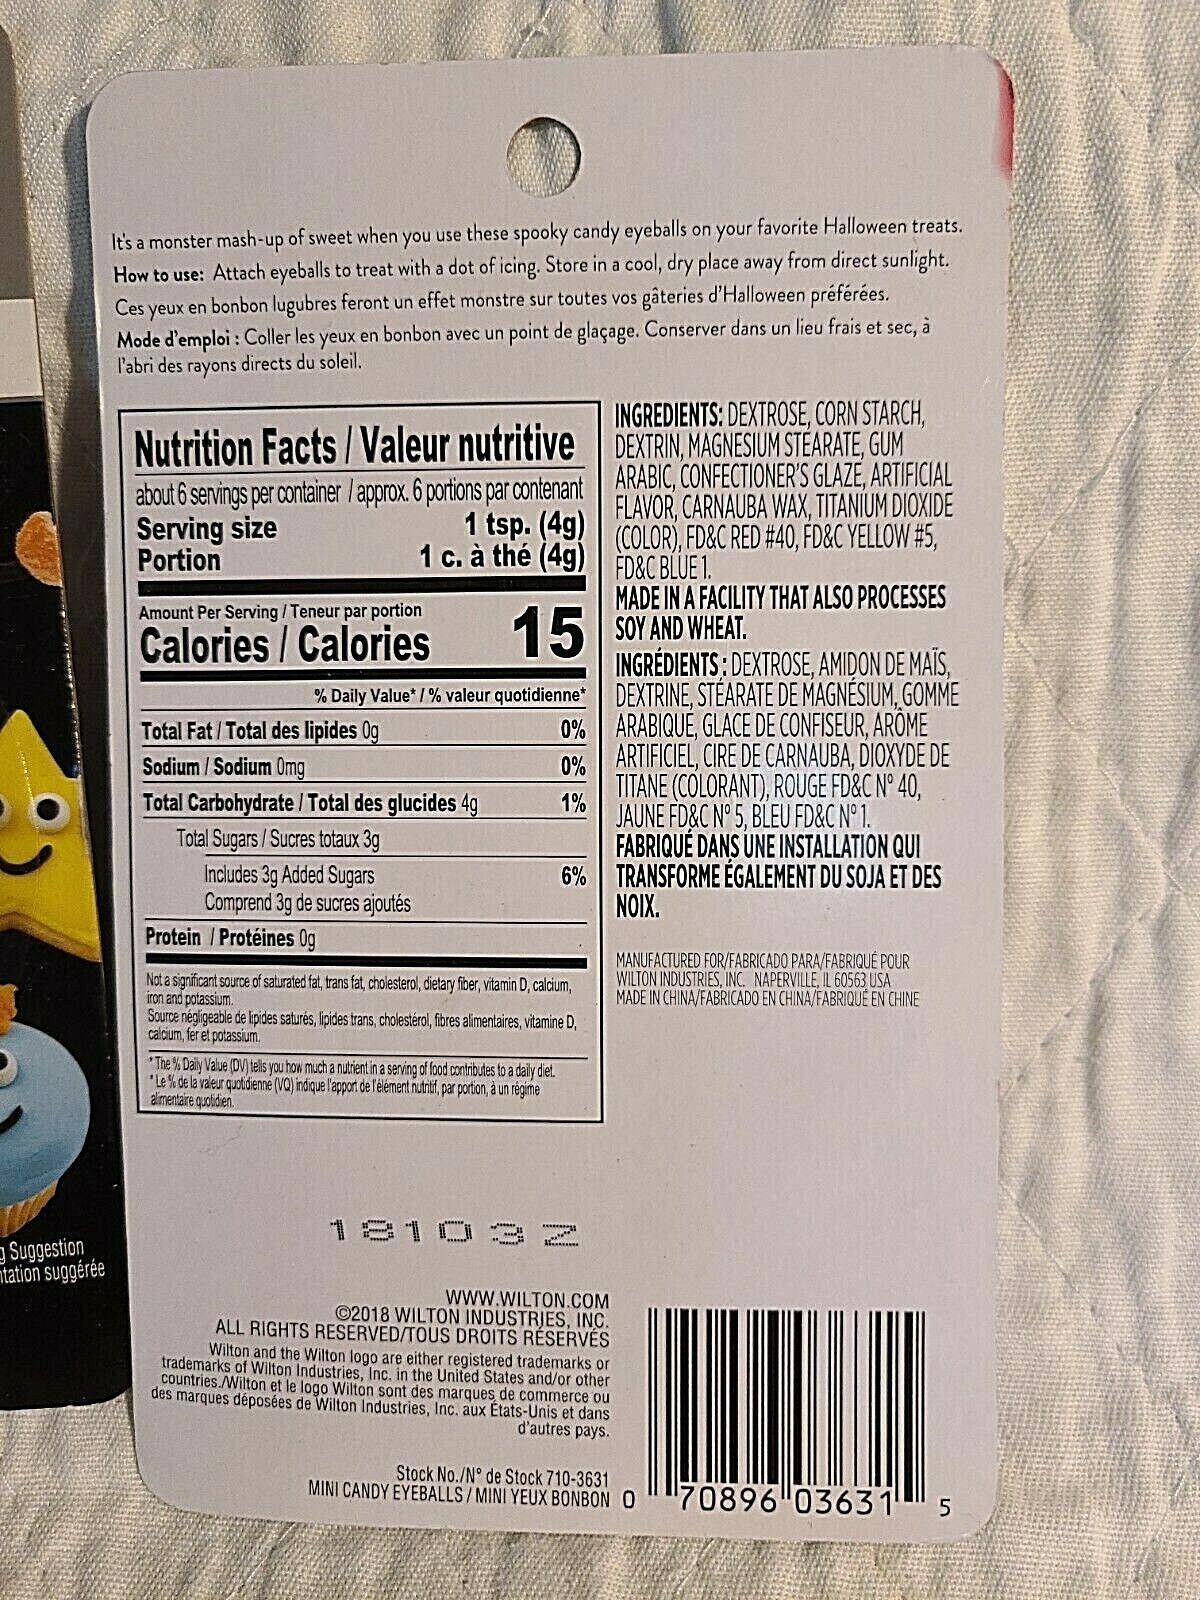 It's a monster mash-up of sweet when you use these spooky candy eyeballs on your favorite Halloween treats.
How to use: Attach eyeballs to treat with a dot of icing. Store in a cool, dry place away from direct sunlight.
Ces yeux en bonbon lugubres feront un effet monstre sur toutes vos gâteries d'Halloween préférées.
Mode d'emploi : Coller les yeux en bonbon avec un point de glaçage. Conserver dans un lieu frais et sec, à
l'abri des rayons directs du soleil.
Nutrition Facts / Valeur nutritive
about 6 servings per container / approx. 6 portions par contenant
Serving size 1 tsp. (4g)
Portion 1 c. à thé (4g)
Amount Per Serving / Teneur par portion
Calories / Calories 15
% Daily Value* / % valeur quotidienne*
Total Fat / Total des lipides 0g 0%
Sodium / Sodium 0mg 0%
Total Carbohydrate / Total des glucides 4g 1%
Total Sugars / Sucres totaux 3g
Includes 3g Added Sugars 6%
Comprend 3g de sucres ajoutés
Protein / Protéines 0g
Not a significant source of saturated fat, trans fat, cholesterol, dietary fiber, vitamin D, calcium,
iron and potassium.
Source négligeable de lipides saturés, lipides trans, cholestérol, fibres alimentaires, vitamine D,
calcium, fer et potassium.
* The % Daily Value (DV) tells you how much a nutrient in a serving of food contributes to a daily diet.
* Le % de la valeur quotidienne (VQ) indique l'apport de l'élément nutritif, par portion, à un régime
alimentaire quotidien.
INGREDIENTS: DEXTROSE, CORN STARCH,
DEXTRIN, MAGNESIUM STEARATE, GUM
ARABIC, CONFECTIONER'S GLAZE, ARTIFICIAL
FLAVOR, CARNAUBA WAX, TITANIUM DIOXIDE
(COLOR), FD&C RED #40, FD&C YELLOW #5,
FD&C BLUE 1.
MADE IN A FACILITY THAT ALSO PROCESSES
SOY AND WHEAT.
INGRÉDIENTS : DEXTROSE, AMIDON DE MAÏS,
DEXTRINE, STÉARATE DE MAGNÉSIUM, GOMME
ARABIQUE, GLACE DE CONFISEUR, ARÔME
ARTIFICIEL, CIRE DE CARNAUBA, DIOXYDE DE
TITANE (COLORANT), ROUGE FD&C Nº 40,
JAUNE FD&C Nº 5, BLEU FD&C Nº 1.
FABRIQUÉ DANS UNE INSTALLATION QUI
TRANSFORME ÉGALEMENT DU SOJA ET DES
NOIX.
MANUFACTURED FOR/FABRICADO PARA/FABRIQUÉ POUR
WILTON INDUSTRIES, INC. NAPERVILLE, IL 60563 USA
MADE IN CHINA/FABRICADO EN CHINA/FABRIQUÉ EN CHINE
18103Z
g Suggestion
ntation suggérée
WWW.WILTON.COM
©2018 WILTON INDUSTRIES, INC.
ALL RIGHTS RESERVED/TOUS DROITS RÉSERVÉS
Wilton and the Wilton logo are either registered trademarks or
trademarks of Wilton Industries, Inc. in the United States and/or other
countries./Wilton et le logo Wilton sont des marques de commerce ou
des marques déposées de Wilton Industries, Inc. aux États-Unis et dans
d'autres pays.
Stock No./N° de Stock 710-3631
MINI CANDY EYEBALLS / MINI YEUX BONBON
0 70896 03631 5